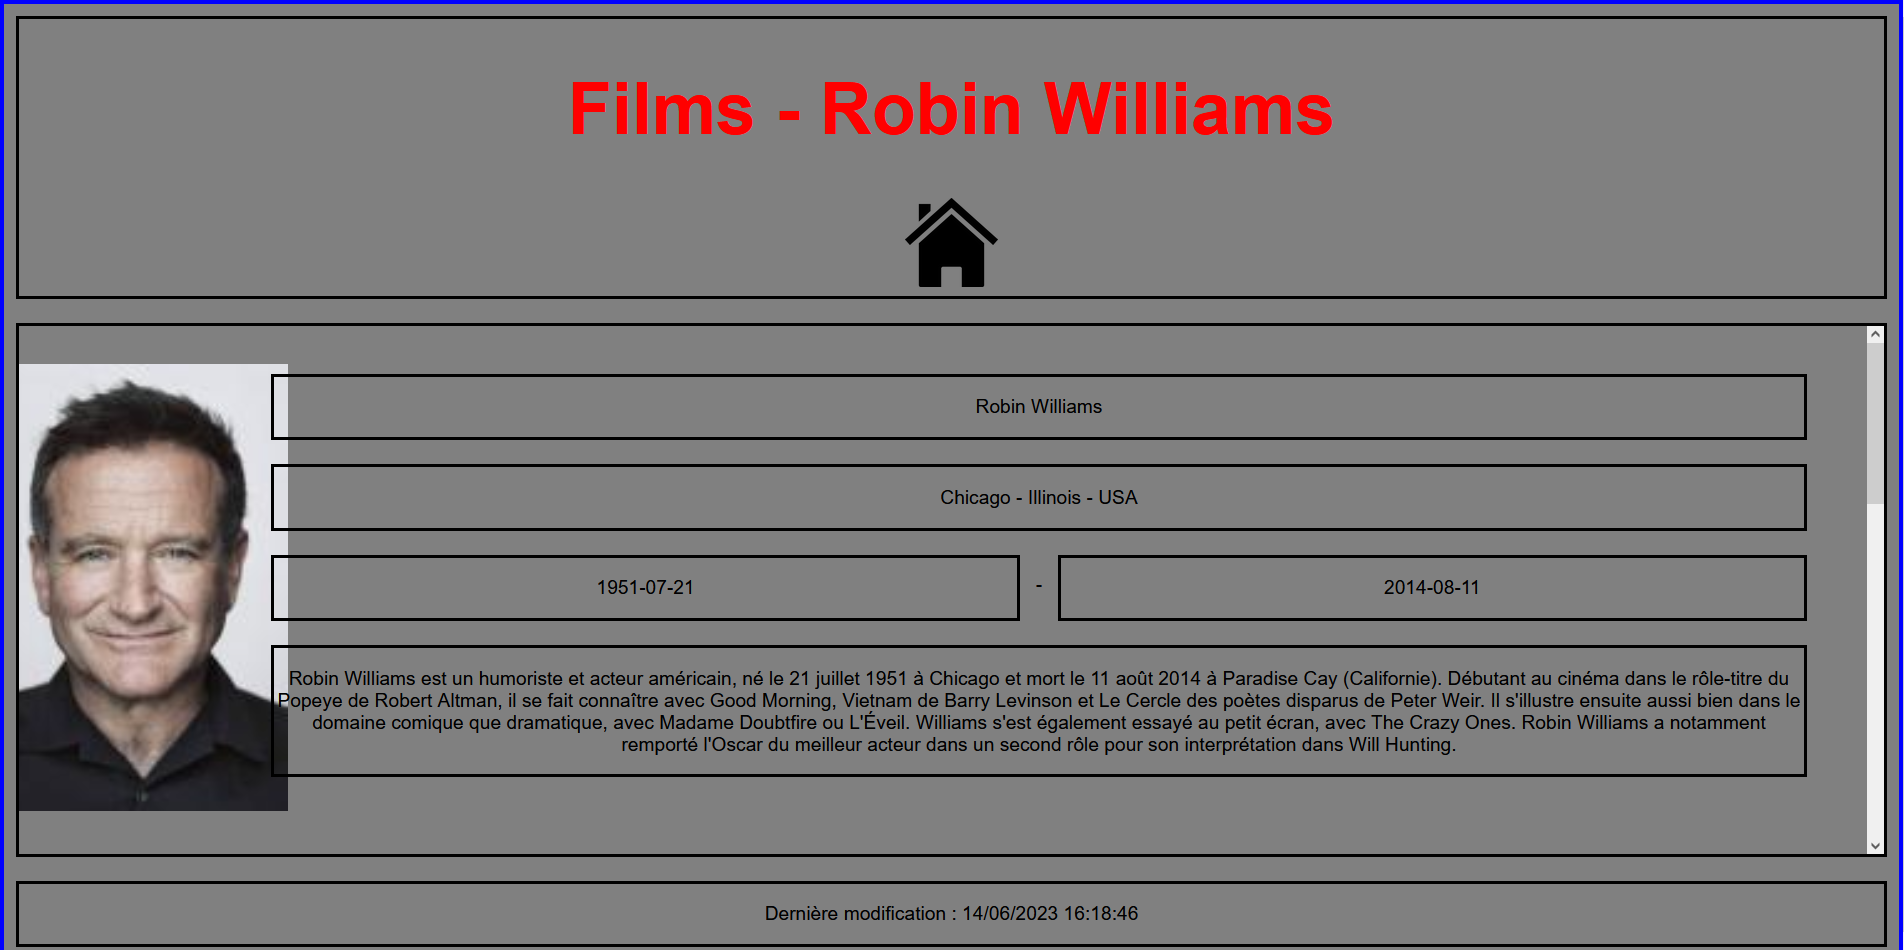 Films - Robin Williams
Robin Williams
Chicago - Illinois - USA
1951-07-21 - 2014-08-11
Robin Williams est un humoriste et acteur américain, né le 21 juillet 1951 à Chicago et mort le 11 août 2014 à Paradise Cay (Californie). Débutant au cinéma dans le rôle-titre du
Popeye de Robert Altman, il se fait connaître avec Good Morning, Vietnam de Barry Levinson et Le Cercle des poètes disparus de Peter Weir. Il s'illustre ensuite aussi bien dans le
domaine comique que dramatique, avec Madame Doubtfire ou L'Éveil. Williams s'est également essayé au petit écran, avec The Crazy Ones. Robin Williams a notamment
remporté l'Oscar du meilleur acteur dans un second rôle pour son interprétation dans Will Hunting.
Dernière modification : 14/06/2023 16:18:46